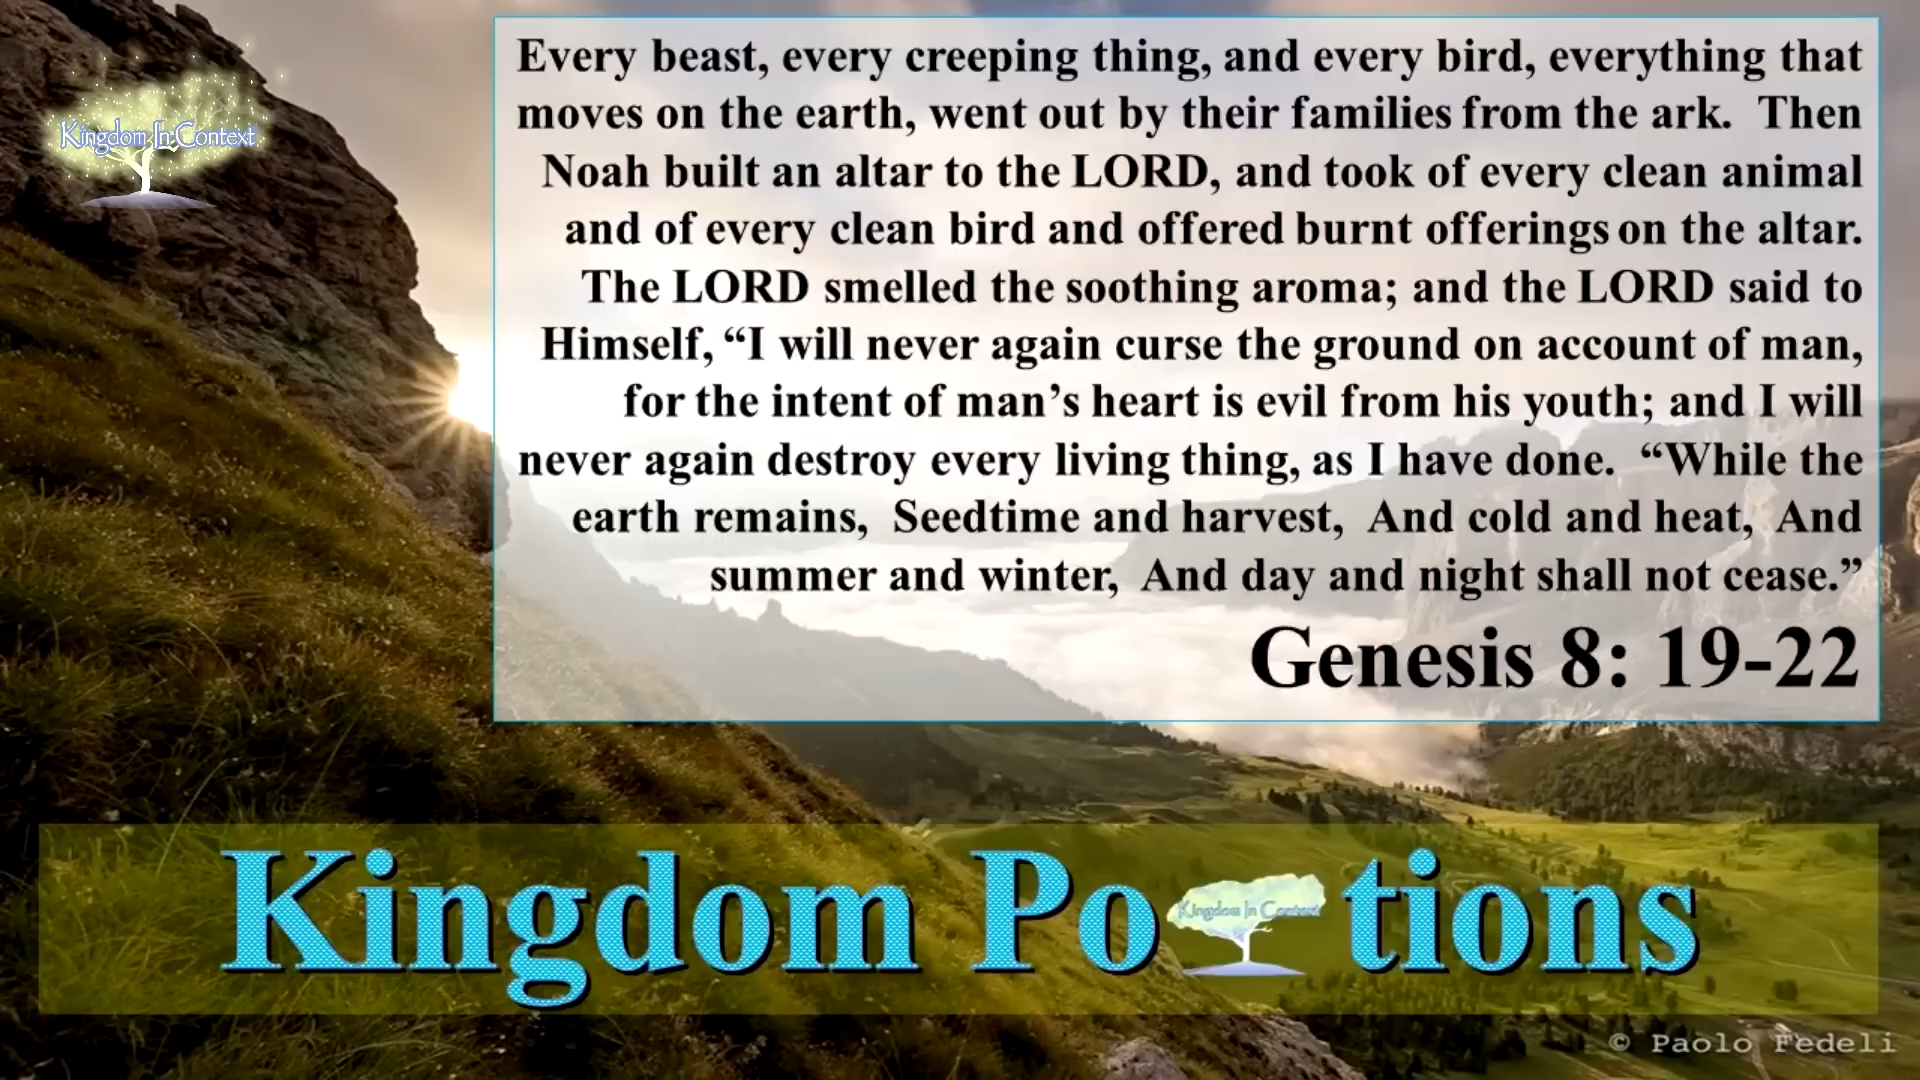 Kingdom In Context
Every beast, every creeping thing, and every bird, everything that
moves on the earth, went out by their families from the ark. Then
Noah built an altar to the LORD, and took of every clean animal
and of every clean bird and offered burnt offerings on the altar.
The LORD smelled the soothing aroma; and the LORD said to
Himself, “I will never again curse the ground on account of man,
for the intent of man’s heart is evil from his youth; and I will
never again destroy every living thing, as I have done. “While the
earth remains, Seedtime and harvest, And cold and heat, And
summer and winter, And day and night shall not cease.”
Genesis 8: 19-22
Kingdom Po tions
Kingdom In Context
© Paolo Fedeli